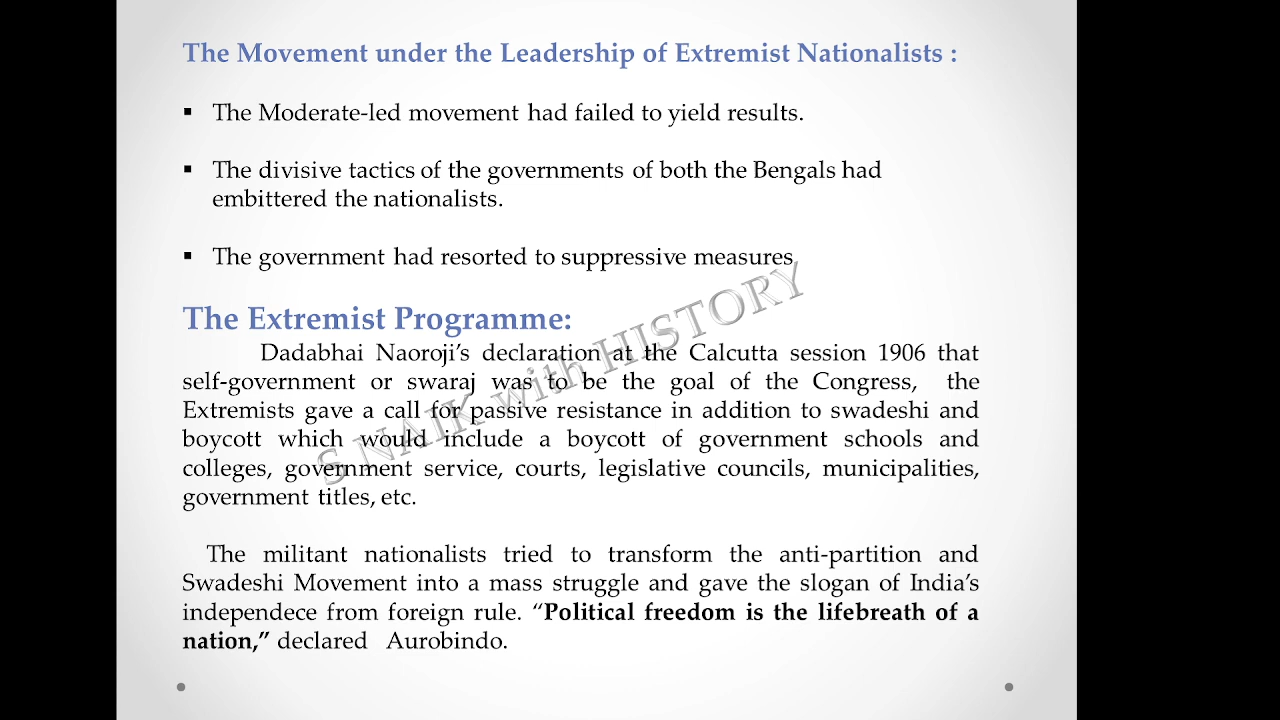 The Movement under the Leadership of Extremist Nationalists :
▪ The Moderate-led movement had failed to yield results.
▪ The divisive tactics of the governments of both the Bengals had
embittered the nationalists.
▪ The government had resorted to suppressive measures.
The Extremist Programme:
Dadabhai Naoroji’s declaration at the Calcutta session 1906 that
self-government or swaraj was to be the goal of the Congress, the
Extremists gave a call for passive resistance in addition to swadeshi and
boycott which would include a boycott of government schools and
colleges, government service, courts, legislative councils, municipalities,
government titles, etc.
The militant nationalists tried to transform the anti-partition and
Swadeshi Movement into a mass struggle and gave the slogan of India’s
independece from foreign rule. “Political freedom is the lifebreath of a
nation,” declared Aurobindo.
S NAIK with HISTORY